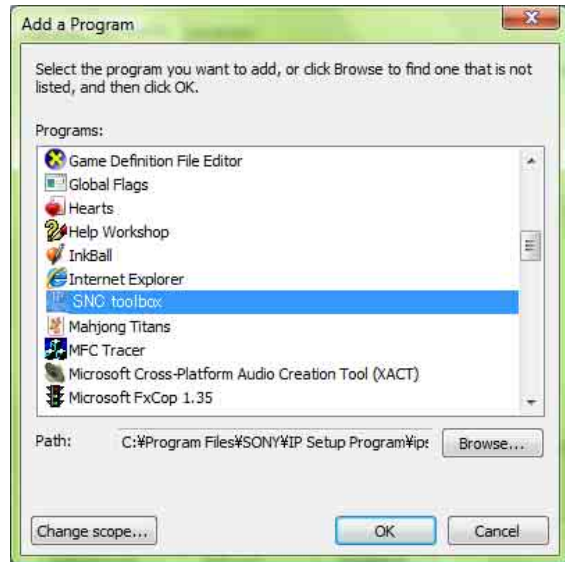 Add a Program
Select the program you want to add, or click Browse to find one that is not
listed, and then click OK.
Programs:
Game Definition File Editor
Global Flags
Hearts
Help Workshop
InkBall
Internet Explorer
SNC toolbox
Mahjong Titans
MFC Tracer
Microsoft Cross-Platform Audio Creation Tool (XACT)
Microsoft FxCop 1.35
Path: C:¥Program Files¥SONY¥IP Setup Program¥ips Browse...
Change scope... OK Cancel